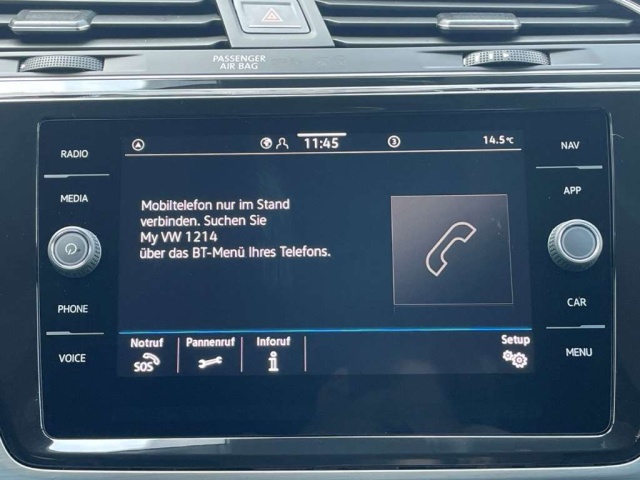 PASSENGER
AIR BAG
RADIO
MEDIA
PHONE
VOICE
11:45
3
14.5°C
Mobiltelefon nur im Stand
verbinden. Suchen Sie
My VW 1214
über das BT-Menü Ihres Telefons.
Notruf
SOS
Pannenruf
Inforuf
Setup
NAV
APP
CAR
MENU